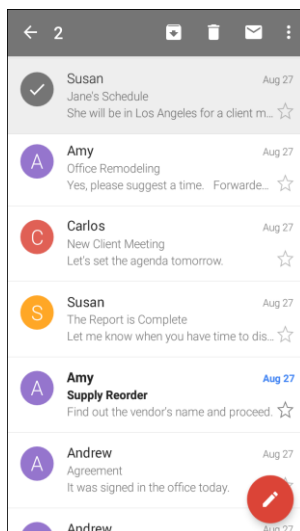 2
Susan
Aug 27
Jane's Schedule
She will be in Los Angeles for a client m...
A
Amy
Aug 27
Office Remodeling
Yes, please suggest a time. Forwarde...
C
Carlos
Aug 27
New Client Meeting
Let's set the agenda tomorrow.
S
Susan
Aug 27
The Report is Complete
Let me know when you have time to dis...
A
Amy
Aug 27
Supply Reorder
Find out the vendor's name and proceed.
A
Andrew
Aug 27
Agreement
It was signed in the office today.
Andrew
Aug 27